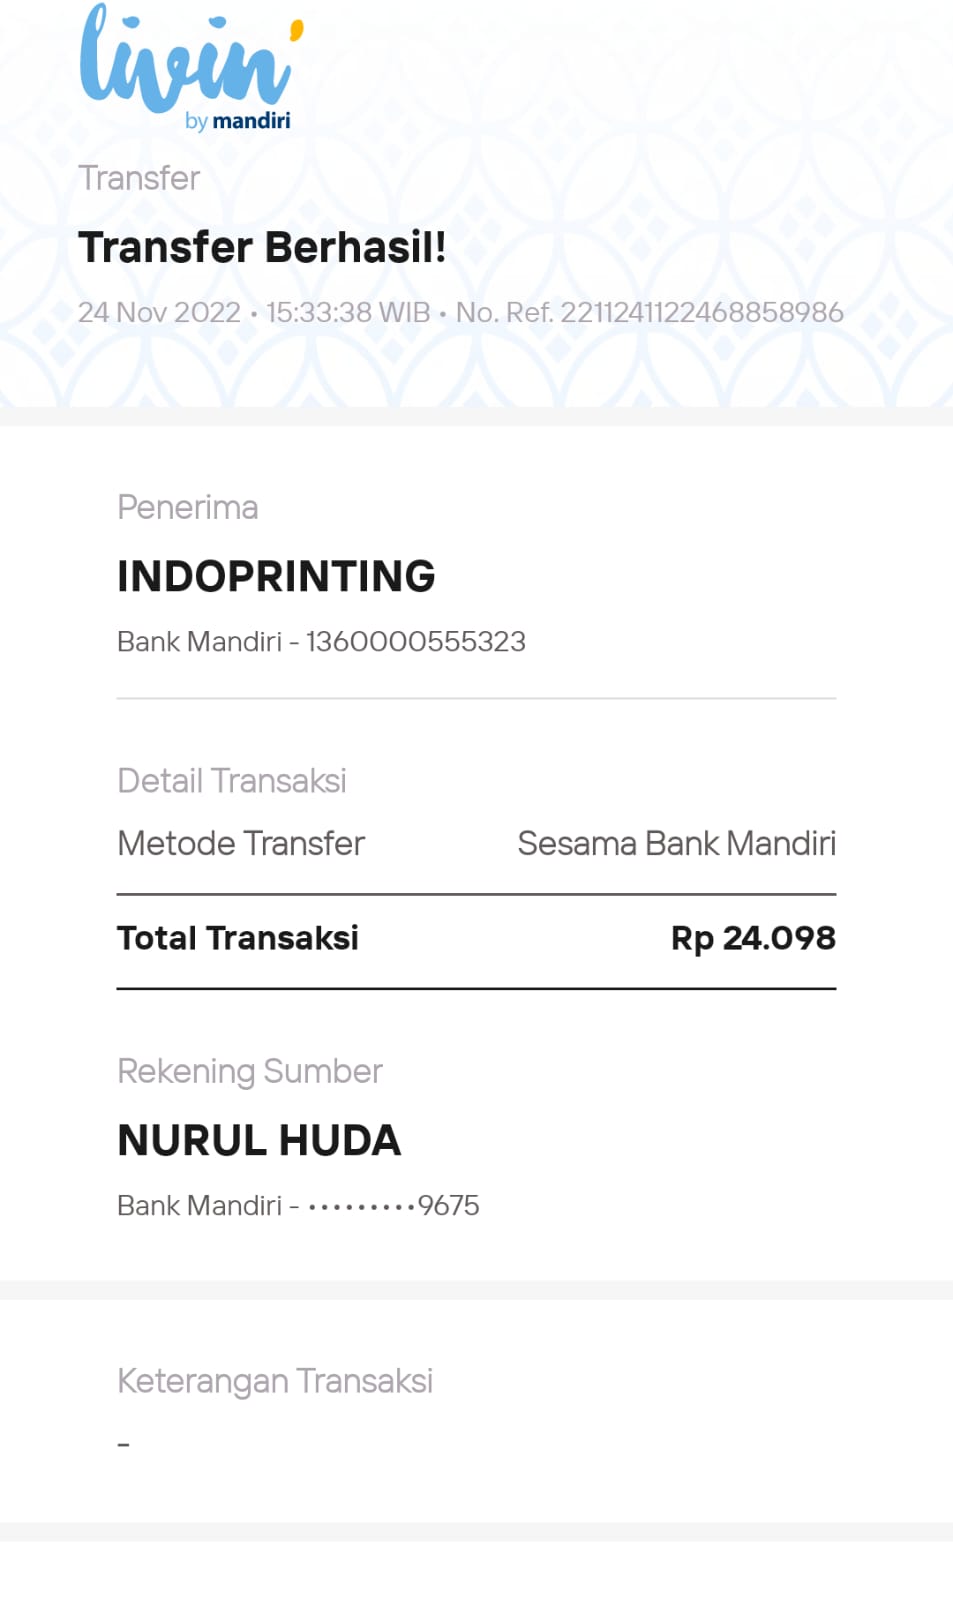 livin'
by mandiri
Transfer
Transfer Berhasil!
24 Nov 2022 • 15:33:38 WIB • No. Ref. 2211241122468858986
Penerima
INDOPRINTING
Bank Mandiri - 1360000555323
Detail Transaksi
Metode Transfer Sesama Bank Mandiri
Total Transaksi Rp 24.098
Rekening Sumber
NURUL HUDA
Bank Mandiri - •••••••••9675
Keterangan Transaksi
-